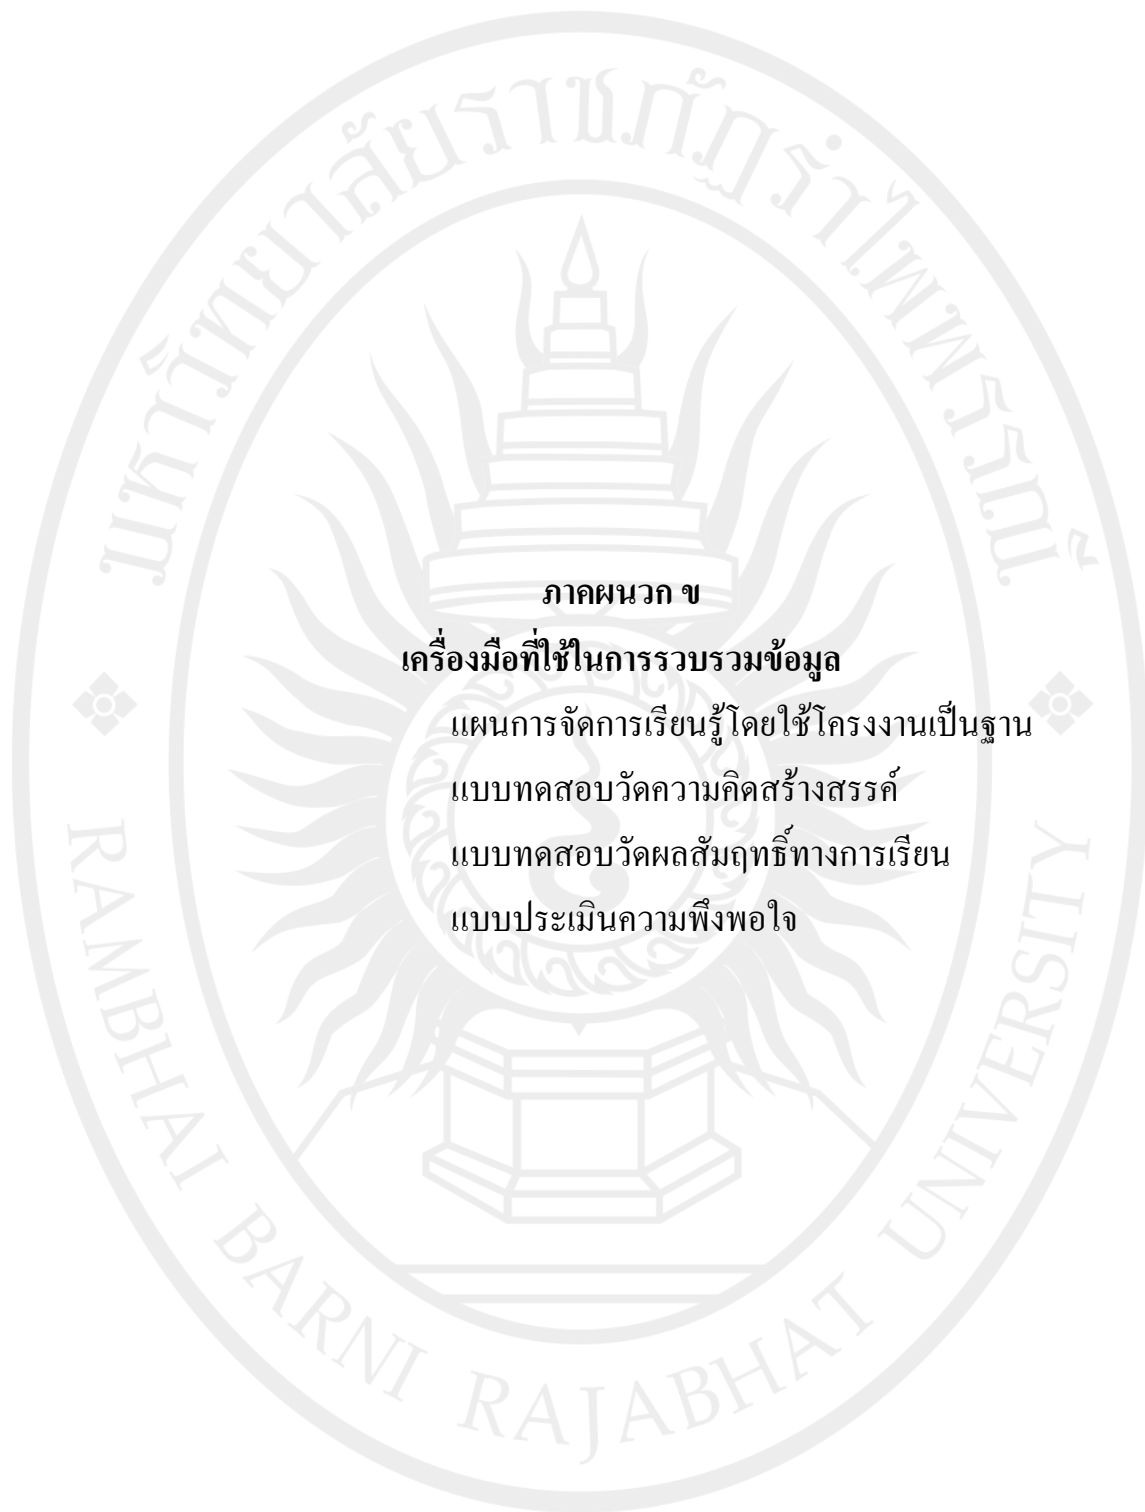 มหาวิทยาลัยราชภัฏรำไพพรรณี
ภาคผนวก ข
เครื่องมือที่ใช้ในการรวบรวมข้อมูล
แผนการจัดการเรียนรู้โดยใช้โครงงานเป็นฐาน
แบบทดสอบวัดความคิดสร้างสรรค์
แบบทดสอบวัดผลสัมฤทธิ์ทางการเรียน
แบบประเมินความพึงพอใจ
RAMBHAI BARNI RAJABHAT UNIVERSITY